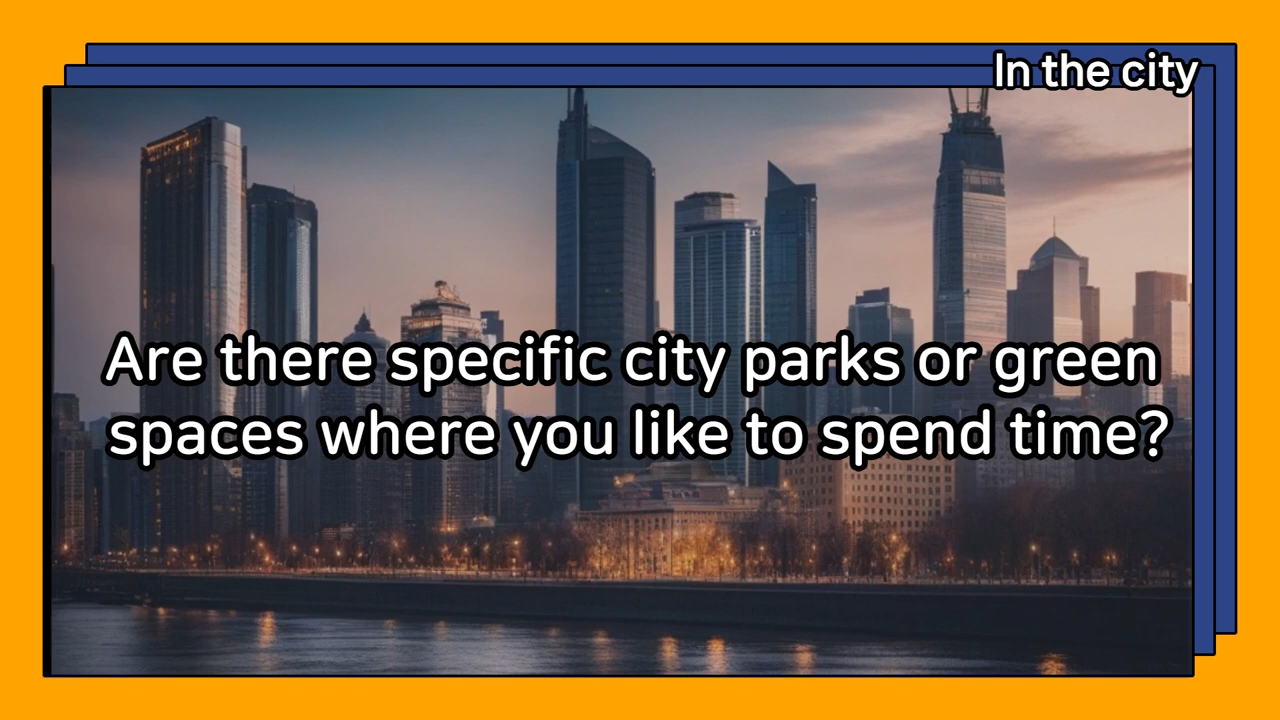 In the city
Are there specific city parks or green
spaces where you like to spend time?